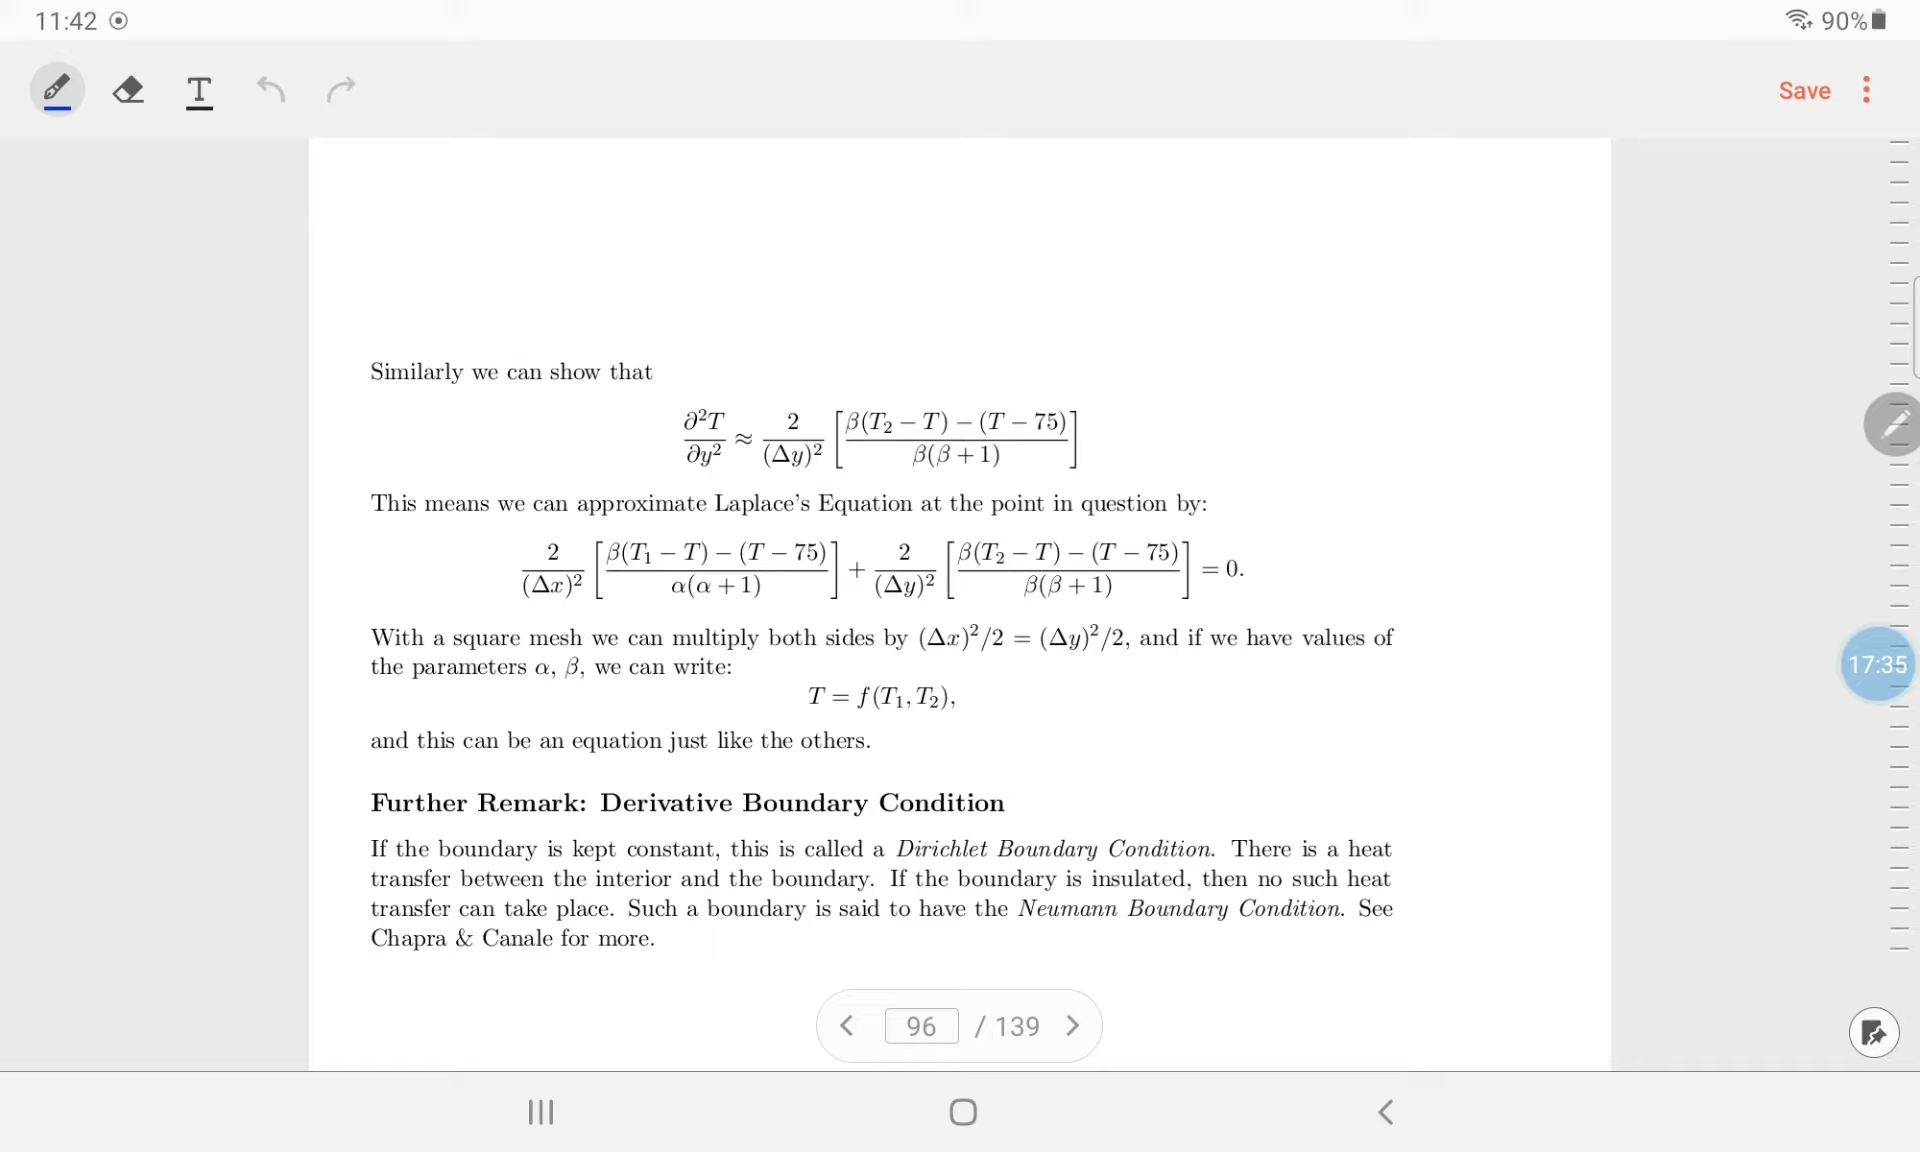 11:42
90%
T
Save
Similarly we can show that
∂²T/∂y² ≈ 2/(Δy)² [β(T₂ − T) − (T − 75)/β(β + 1)]
This means we can approximate Laplace's Equation at the point in question by:
2/(Δx)² [β(T₁ − T) − (T − 75)/α(α + 1)] + 2/(Δy)² [β(T₂ − T) − (T − 75)/β(β + 1)] = 0.
With a square mesh we can multiply both sides by (Δx)²/2 = (Δy)²/2, and if we have values of
the parameters α, β, we can write:
T = f(T₁, T₂),
and this can be an equation just like the others.
Further Remark: Derivative Boundary Condition
If the boundary is kept constant, this is called a Dirichlet Boundary Condition. There is a heat
transfer between the interior and the boundary. If the boundary is insulated, then no such heat
transfer can take place. Such a boundary is said to have the Neumann Boundary Condition. See
Chapra & Canale for more.
17:35
96 / 139